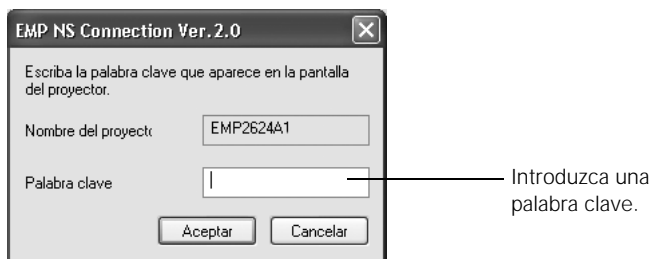 EMP NS Connection Ver.2.0
Escriba la palabra clave que aparece en la pantalla
del proyector.
Nombre del proyecto
EMP2624A1
Palabra clave
Introduzca una
palabra clave.
Aceptar
Cancelar